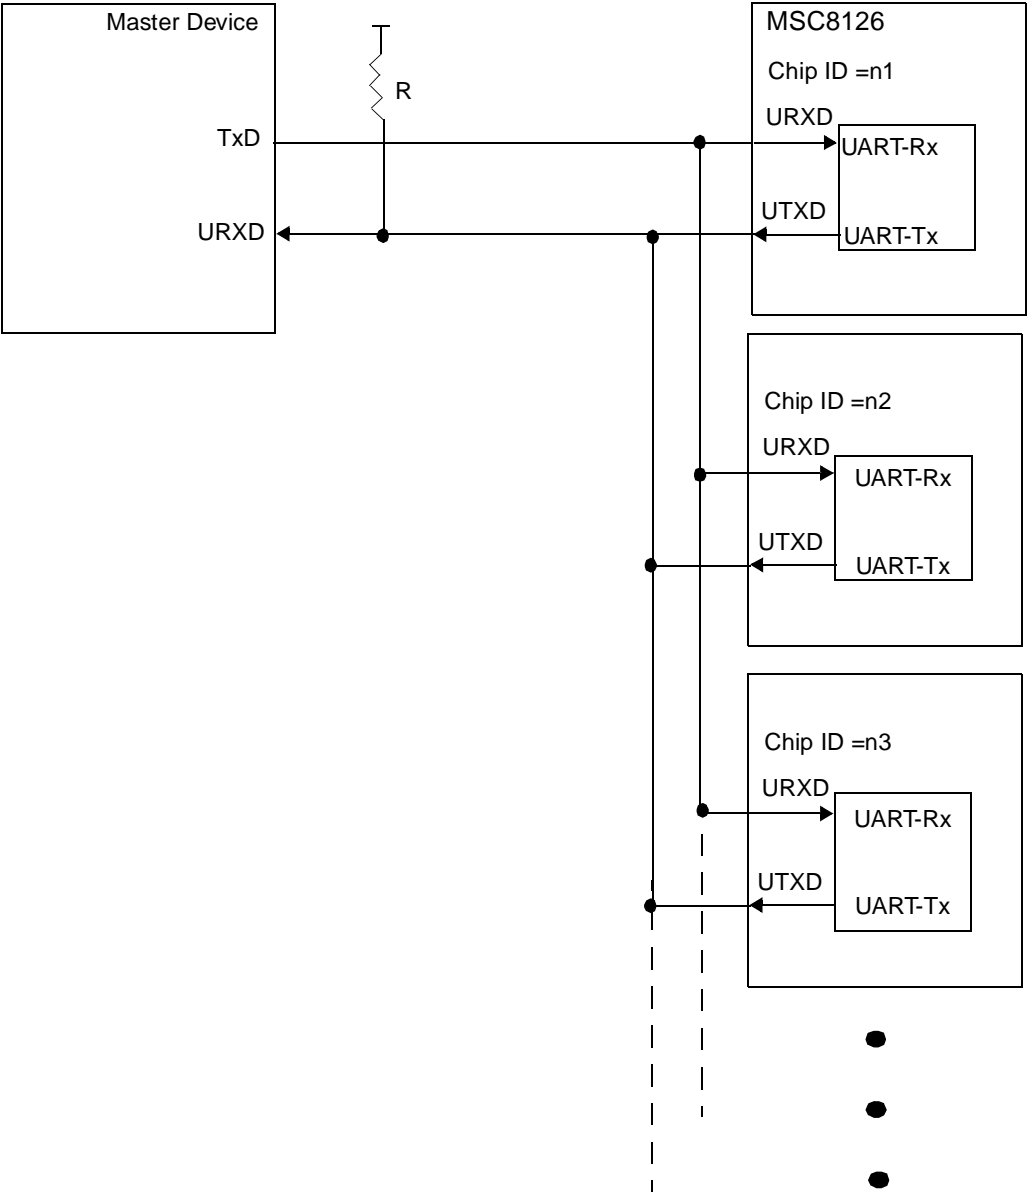 Master Device
R
TxD
URXD
MSC8126
Chip ID =n1
URXD
UART-Rx
UTXD
UART-Tx
Chip ID =n2
URXD
UART-Rx
UTXD
UART-Tx
Chip ID =n3
URXD
UART-Rx
UTXD
UART-Tx